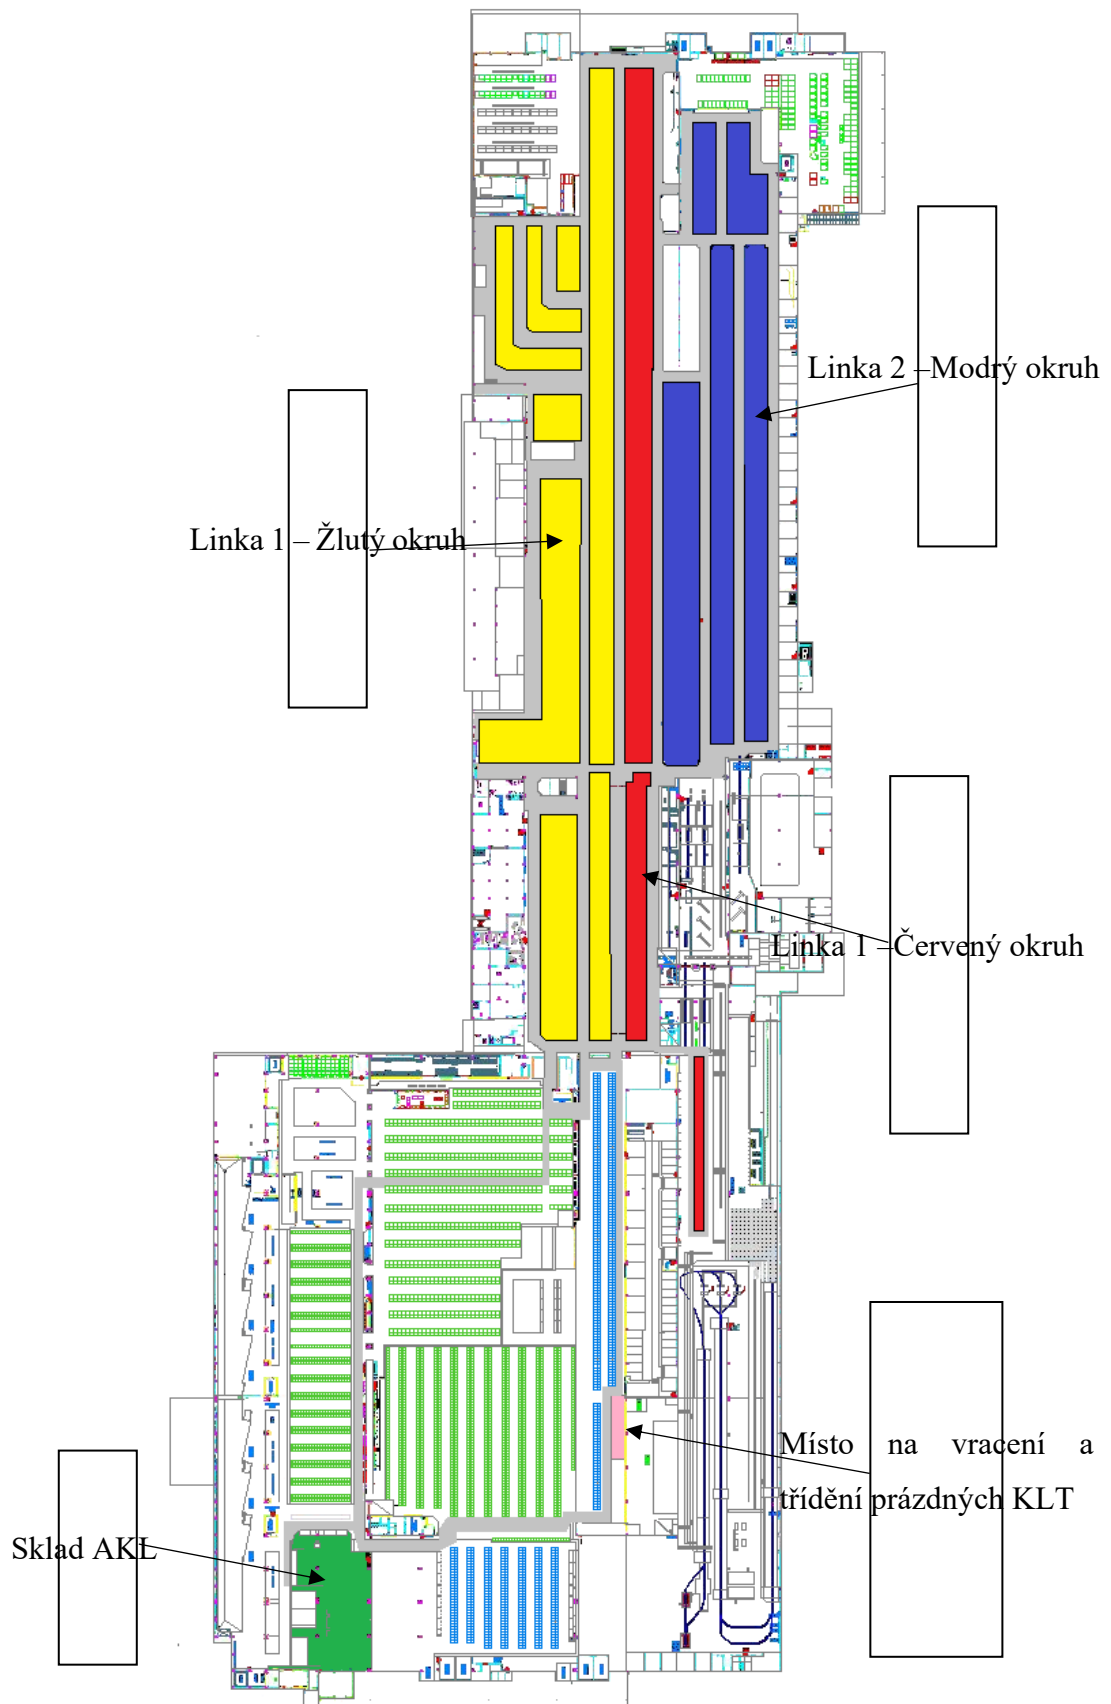 Linka 2 –Modrý okruh
Linka 1 – Žlutý okruh
Linka 1 –Červený okruh
Místo na vracení a
třídění prázdných KLT
Sklad AKL